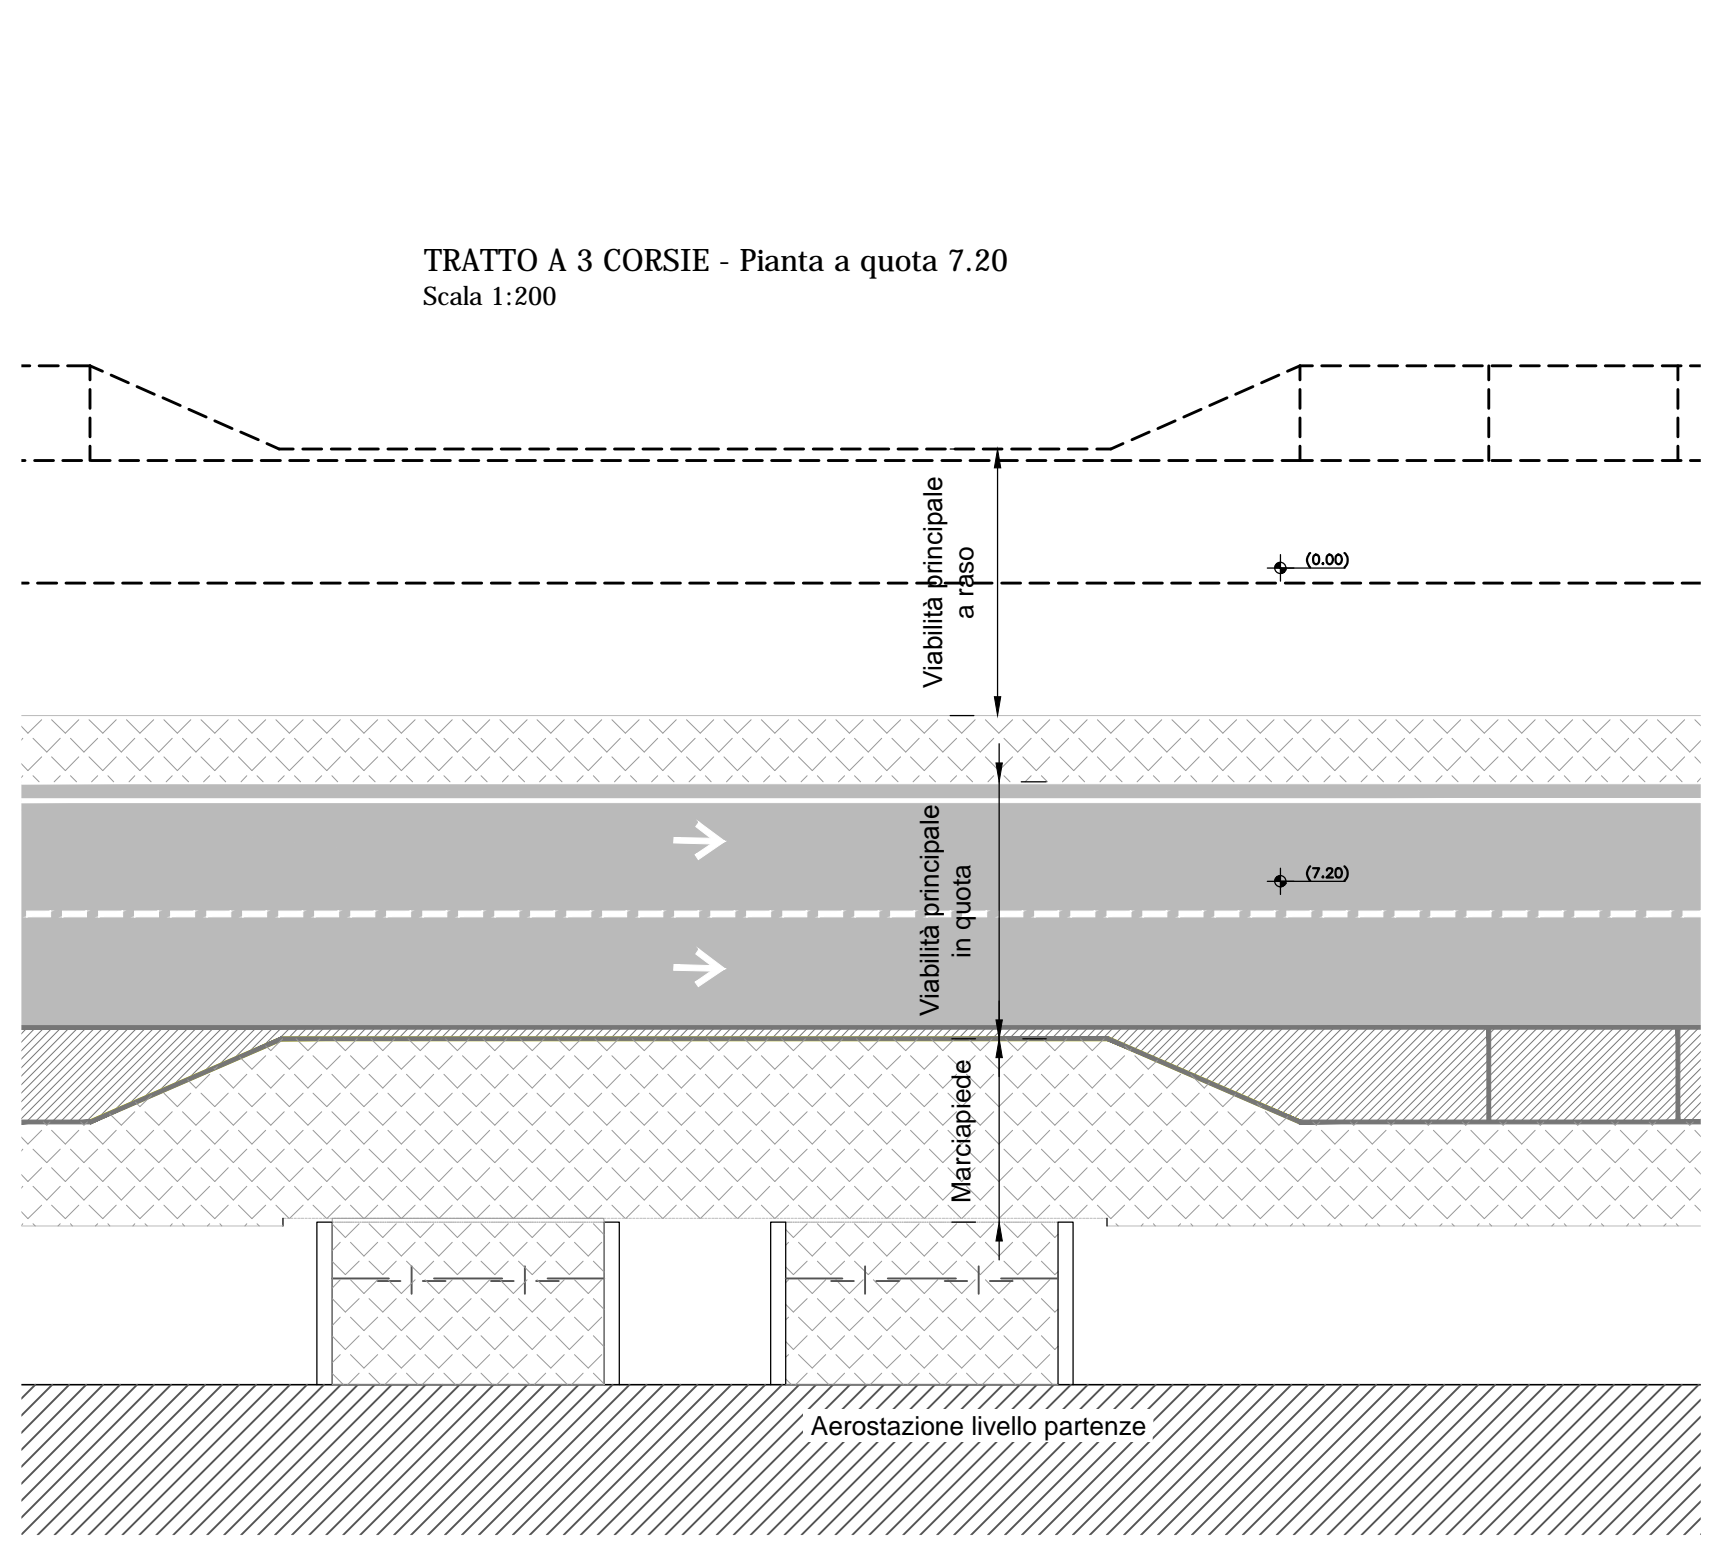 TRATTO A 3 CORSIE - Pianta a quota 7.20
Scala 1:200
Viabilità principale
a raso
(0.00)
Viabilità principale
in quota
(7.20)
Marciapiede
Aerostazione livello partenze